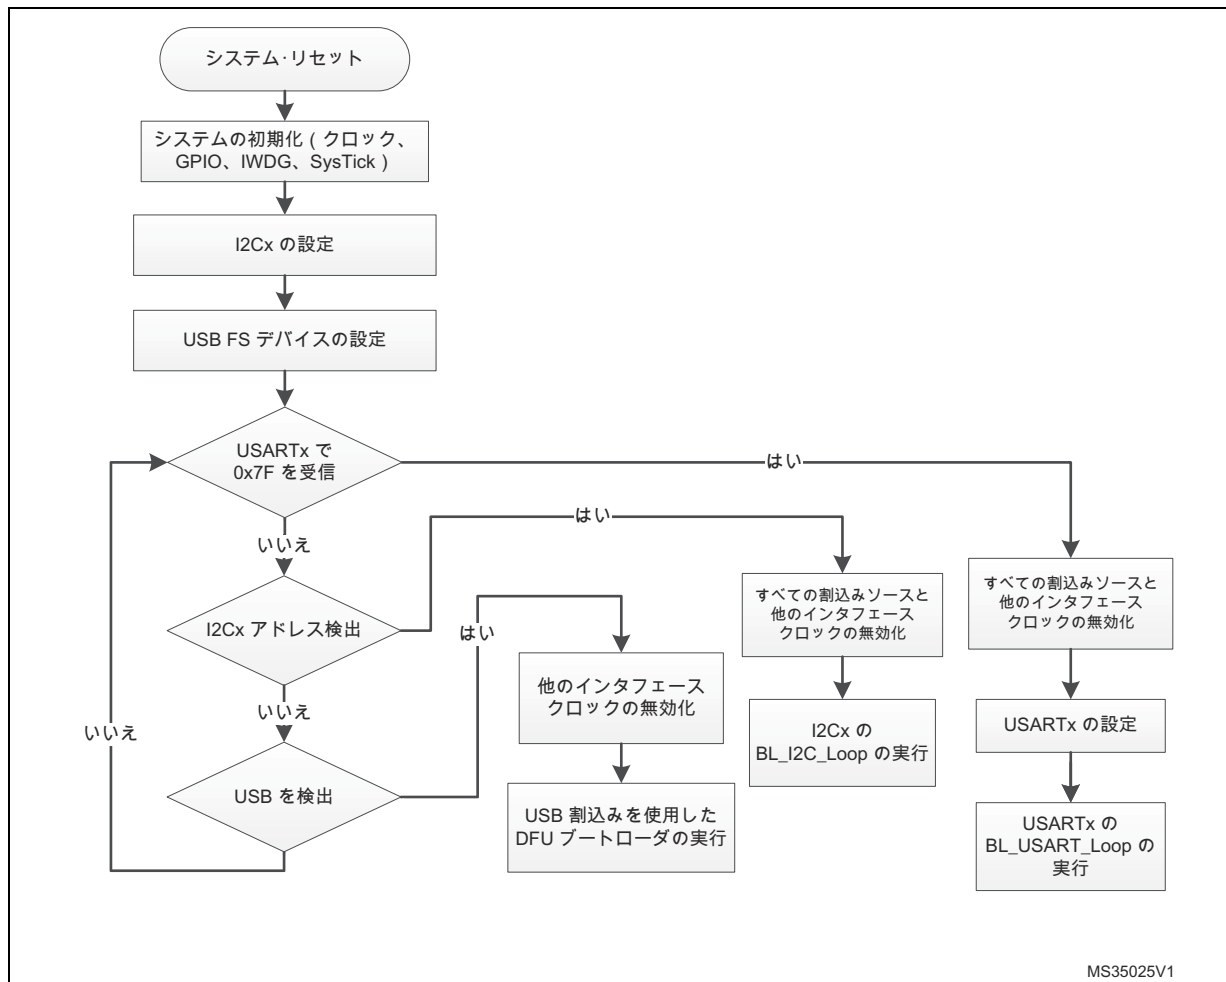 システム･リセット
システムの初期化 ( クロック、
GPIO、IWDG、SysTick )
I2Cx の設定
USB FS デバイスの設定
USARTx で
0x7F を受信
はい
いいえ
はい
I2Cx アドレス検出
はい
いいえ
いいえ
USB を検出
他のインタフェース
クロックの無効化
USB 割込みを使用した
DFU ブートローダの実行
すべての割込みソースと
他のインタフェース
クロックの無効化
I2Cx の
BL_I2C_Loop の実行
すべての割込みソースと
他のインタフェース
クロックの無効化
USARTx の設定
USARTx の
BL_USART_Loop の
実行
MS35025V1